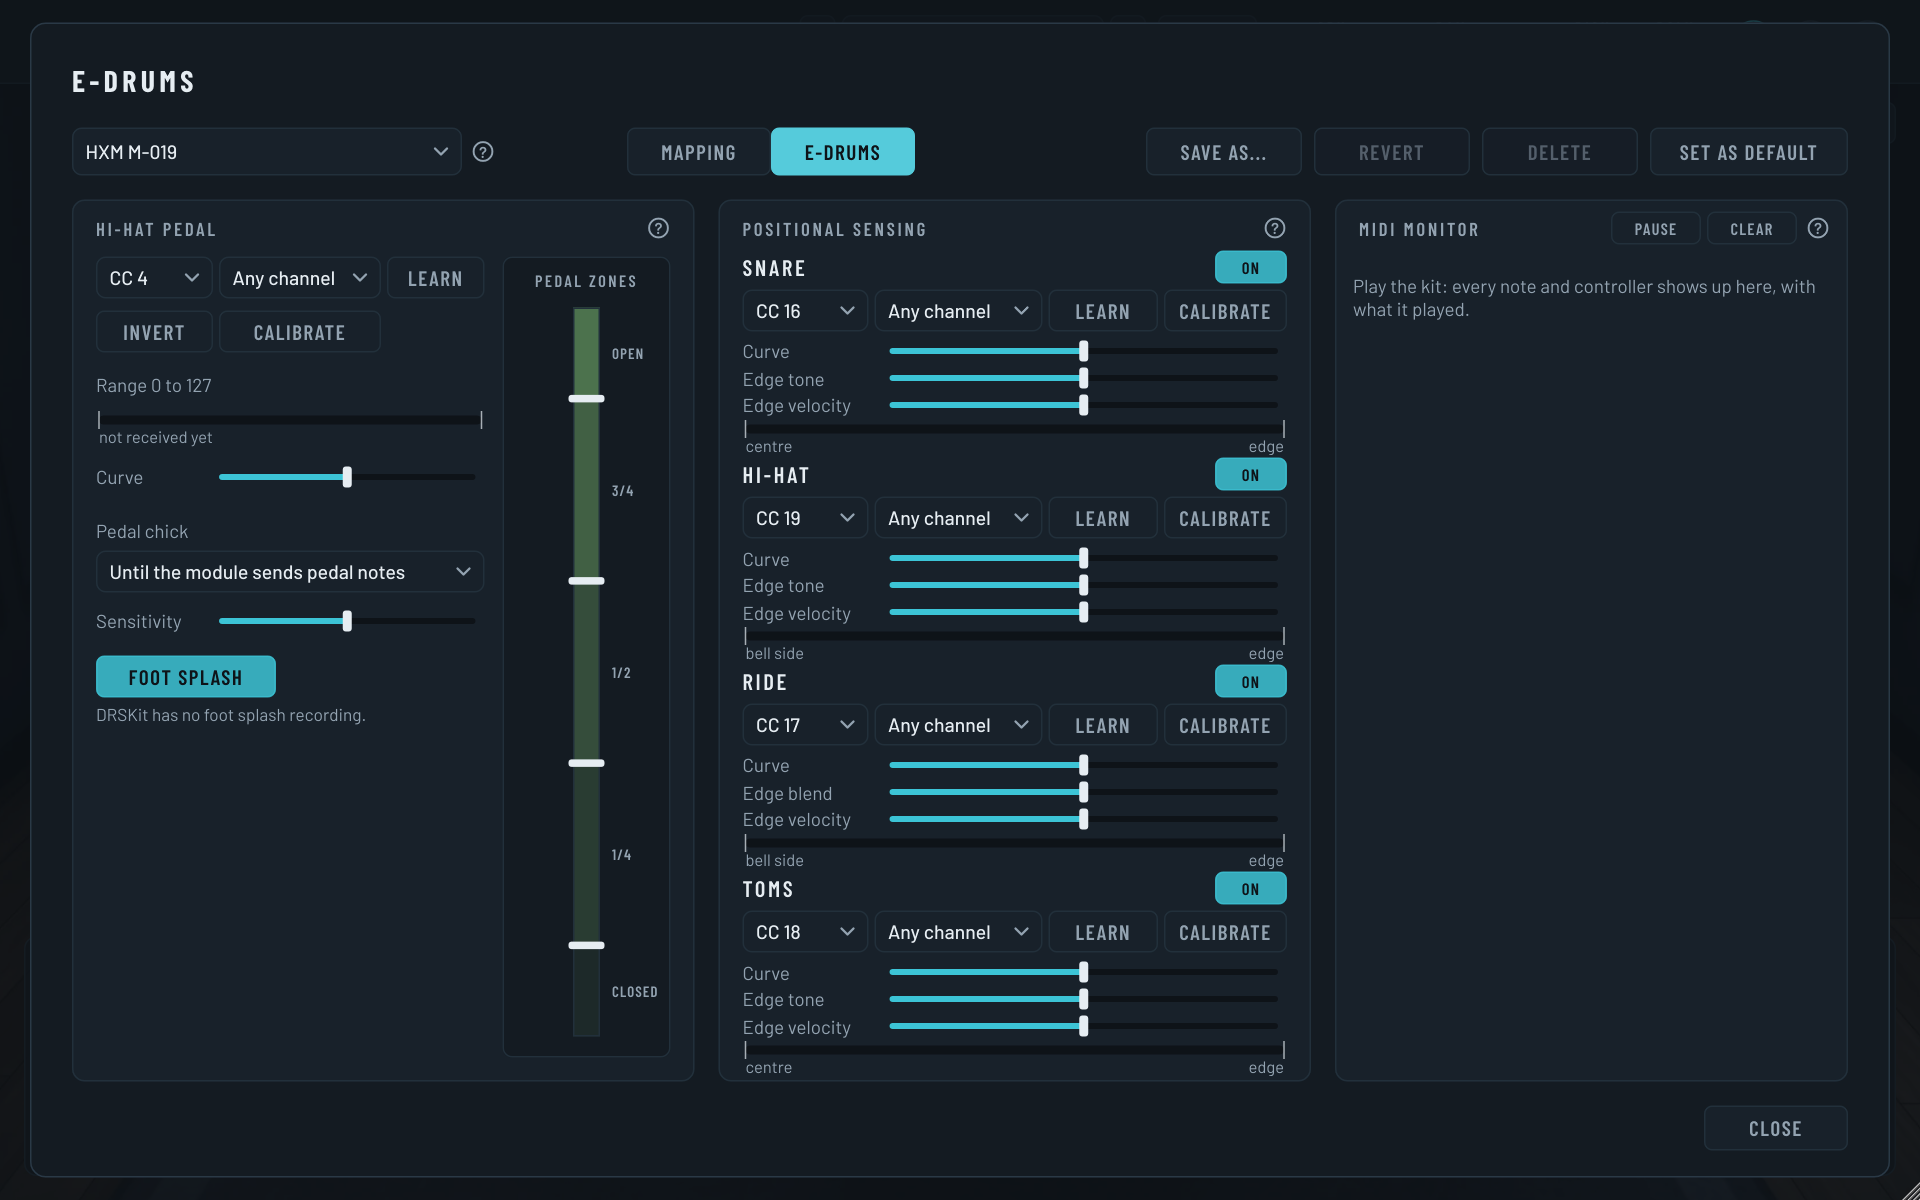 E-DRUMS
HXM M-019
MAPPING
E-DRUMS
SAVE AS...
REVERT
DELETE
SET AS DEFAULT
HI-HAT PEDAL
CC 4
Any channel
LEARN
INVERT
CALIBRATE
Range 0 to 127
not received yet
Curve
Pedal chick
Until the module sends pedal notes
Sensitivity
FOOT SPLASH
DRSKit has no foot splash recording.
PEDAL ZONES
OPEN
3/4
1/2
1/4
CLOSED
POSITIONAL SENSING
SNARE
ON
CC 16
Any channel
LEARN
CALIBRATE
Curve
Edge tone
Edge velocity
centre
edge
HI-HAT
ON
CC 19
Any channel
LEARN
CALIBRATE
Curve
Edge tone
Edge velocity
bell side
edge
RIDE
ON
CC 17
Any channel
LEARN
CALIBRATE
Curve
Edge blend
Edge velocity
bell side
edge
TOMS
ON
CC 18
Any channel
LEARN
CALIBRATE
Curve
Edge tone
Edge velocity
centre
edge
MIDI MONITOR
PAUSE
CLEAR
Play the kit: every note and controller shows up here, with
what it played.
CLOSE